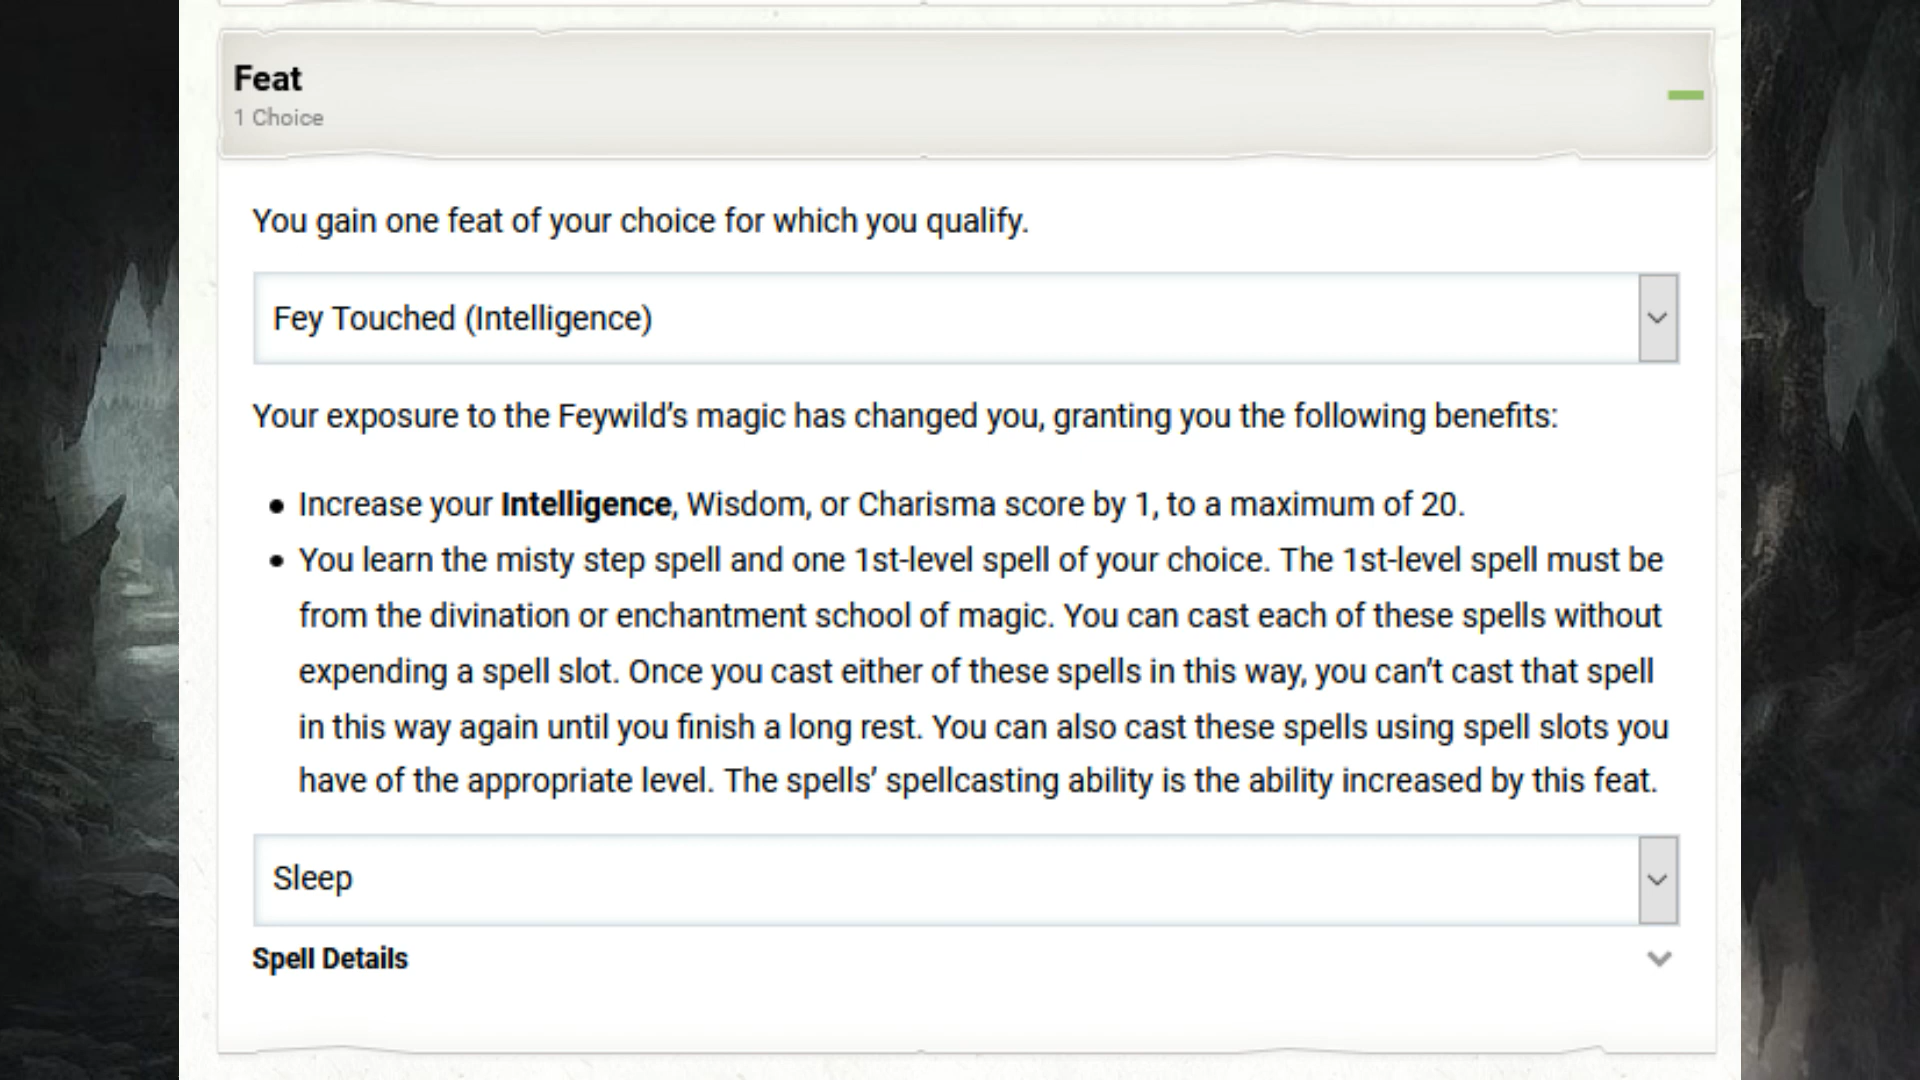 Feat
1 Choice
You gain one feat of your choice for which you qualify.
Fey Touched (Intelligence)
Your exposure to the Feywild’s magic has changed you, granting you the following benefits:
● Increase your Intelligence, Wisdom, or Charisma score by 1, to a maximum of 20.
● You learn the misty step spell and one 1st-level spell of your choice. The 1st-level spell must be
from the divination or enchantment school of magic. You can cast each of these spells without
expending a spell slot. Once you cast either of these spells in this way, you can’t cast that spell
in this way again until you finish a long rest. You can also cast these spells using spell slots you
have of the appropriate level. The spells’ spellcasting ability is the ability increased by this feat.
Sleep
Spell Details